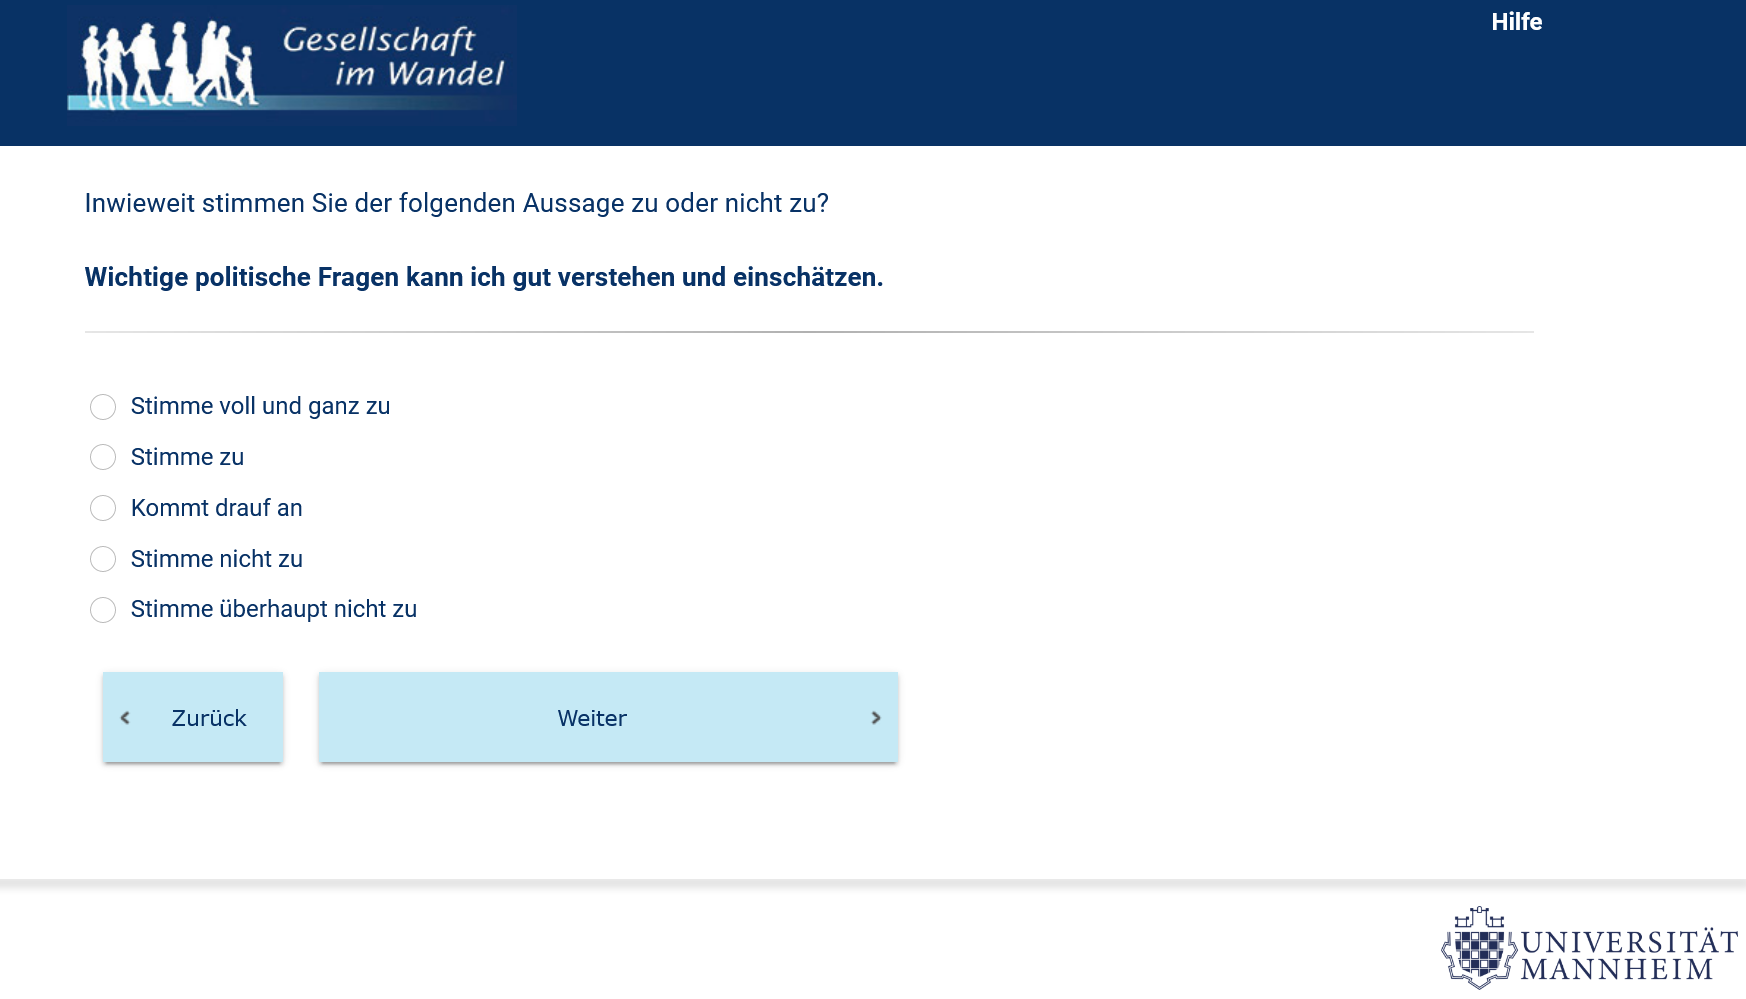 Gesellschaft
im Wandel
Hilfe
Inwieweit stimmen Sie der folgenden Aussage zu oder nicht zu?
Wichtige politische Fragen kann ich gut verstehen und einschätzen.
Stimme voll und ganz zu
Stimme zu
Kommt drauf an
Stimme nicht zu
Stimme überhaupt nicht zu
Zurück
Weiter
UNIVERSITÄT
MANNHEIM